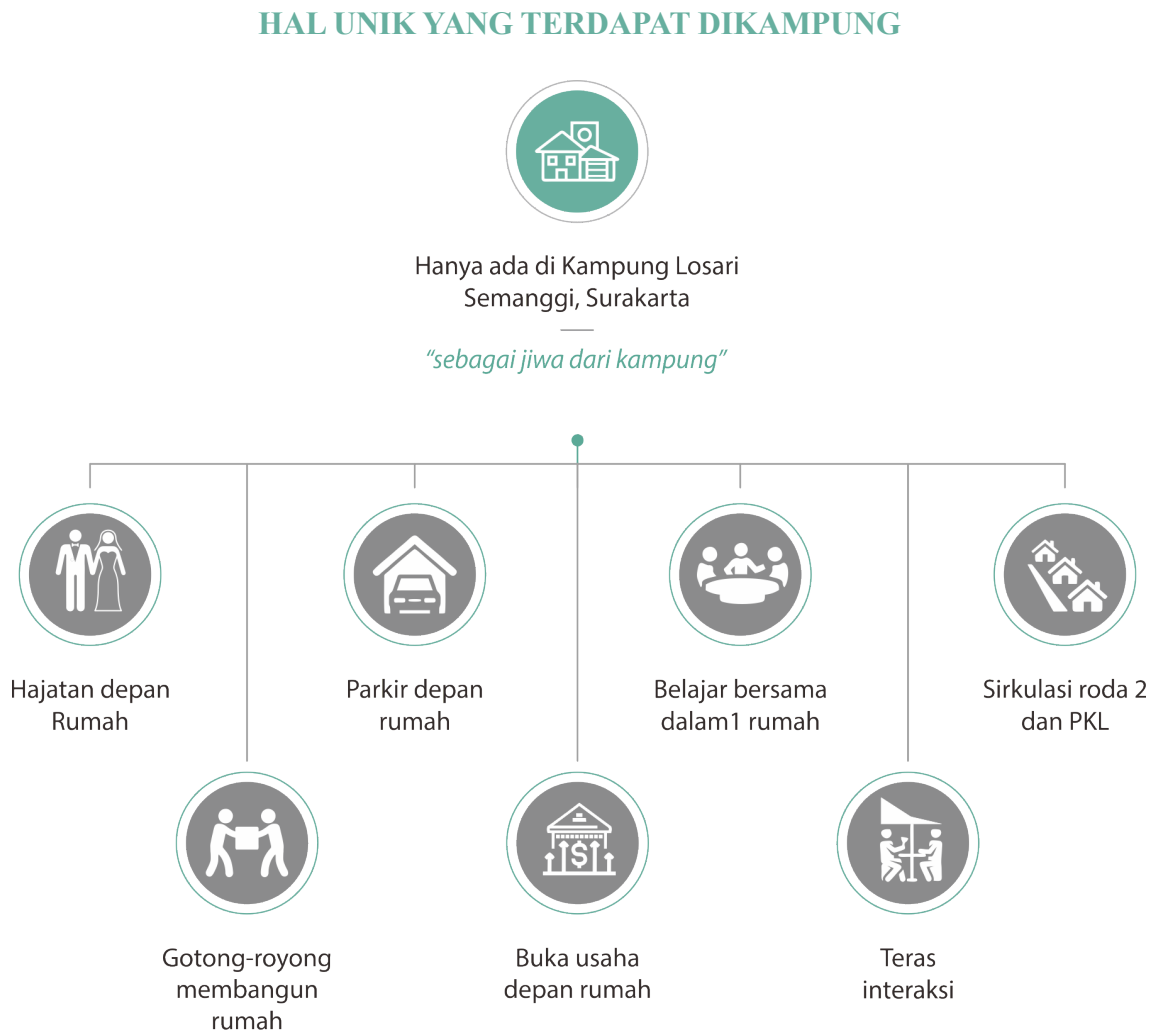 HAL UNIK YANG TERDAPAT DIKAMPUNG
Hanya ada di Kampung Losari
Semanggi, Surakarta
“sebagai jiwa dari kampung”
Hajatan depan
Rumah
Parkir depan
rumah
Belajar bersama
dalam1 rumah
Sirkulasi roda 2
dan PKL
Gotong-royong
membangun
rumah
Buka usaha
depan rumah
Teras
interaksi